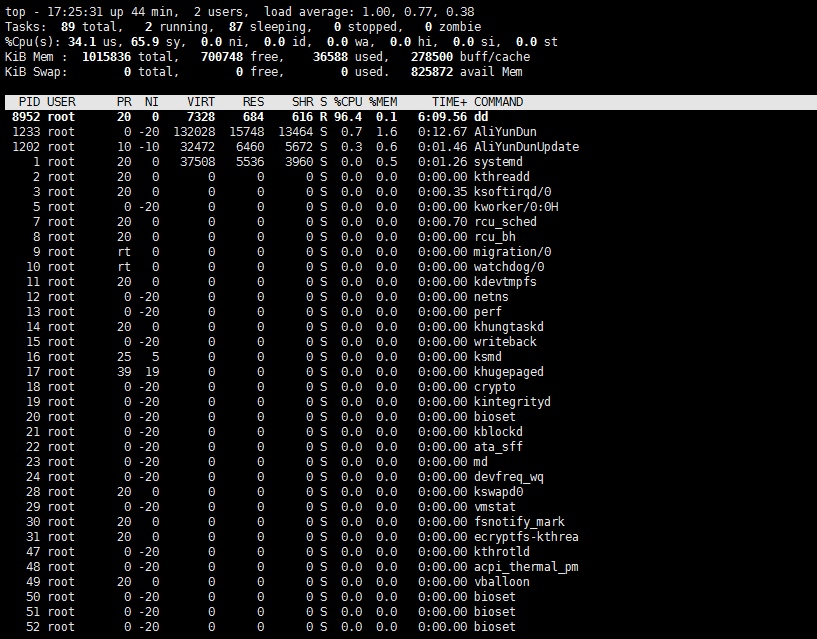 top - 17:25:31 up 44 min,  2 users,  load average: 1.00, 0.77, 0.38
Tasks:  89 total,   2 running,  87 sleeping,   0 stopped,   0 zombie
%Cpu(s): 34.1 us, 65.9 sy,  0.0 ni,  0.0 id,  0.0 wa,  0.0 hi,  0.0 si,  0.0 st
KiB Mem :  1015836 total,   700748 free,    36588 used,   278500 buff/cache
KiB Swap:        0 total,        0 free,        0 used.   825872 avail Mem
  PID USER      PR  NI    VIRT    RES    SHR S %CPU %MEM     TIME+ COMMAND
 8952 root      20   0    7328    684    616 R 96.4  0.1   6:09.56 dd
 1233 root       0 -20  132028  15748  13464 S  0.7  1.6   0:12.67 AliYunDun
 1202 root      10 -10   32472   6460   5672 S  0.3  0.6   0:01.46 AliYunDunUpdate
    1 root      20   0   37508   5536   3960 S  0.0  0.5   0:01.26 systemd
    2 root      20   0       0      0      0 S  0.0  0.0   0:00.00 kthreadd
    3 root      20   0       0      0      0 S  0.0  0.0   0:00.35 ksoftirqd/0
    5 root       0 -20       0      0      0 S  0.0  0.0   0:00.00 kworker/0:0H
    7 root      20   0       0      0      0 S  0.0  0.0   0:00.70 rcu_sched
    8 root      20   0       0      0      0 S  0.0  0.0   0:00.00 rcu_bh
    9 root      rt   0       0      0      0 S  0.0  0.0   0:00.00 migration/0
   10 root      rt   0       0      0      0 S  0.0  0.0   0:00.00 watchdog/0
   11 root      20   0       0      0      0 S  0.0  0.0   0:00.00 kdevtmpfs
   12 root       0 -20       0      0      0 S  0.0  0.0   0:00.00 netns
   13 root       0 -20       0      0      0 S  0.0  0.0   0:00.00 perf
   14 root      20   0       0      0      0 S  0.0  0.0   0:00.00 khungtaskd
   15 root       0 -20       0      0      0 S  0.0  0.0   0:00.00 writeback
   16 root      25   5       0      0      0 S  0.0  0.0   0:00.00 ksmd
   17 root      39  19       0      0      0 S  0.0  0.0   0:00.00 khugepaged
   18 root       0 -20       0      0      0 S  0.0  0.0   0:00.00 crypto
   19 root       0 -20       0      0      0 S  0.0  0.0   0:00.00 kintegrityd
   20 root       0 -20       0      0      0 S  0.0  0.0   0:00.00 bioset
   21 root       0 -20       0      0      0 S  0.0  0.0   0:00.00 kblockd
   22 root       0 -20       0      0      0 S  0.0  0.0   0:00.00 ata_sff
   23 root       0 -20       0      0      0 S  0.0  0.0   0:00.00 md
   24 root       0 -20       0      0      0 S  0.0  0.0   0:00.00 devfreq_wq
   28 root      20   0       0      0      0 S  0.0  0.0   0:00.00 kswapd0
   29 root       0 -20       0      0      0 S  0.0  0.0   0:00.00 vmstat
   30 root      20   0       0      0      0 S  0.0  0.0   0:00.00 fsnotify_mark
   31 root      20   0       0      0      0 S  0.0  0.0   0:00.00 ecryptfs-kthrea
   47 root       0 -20       0      0      0 S  0.0  0.0   0:00.00 kthrotld
   48 root       0 -20       0      0      0 S  0.0  0.0   0:00.00 acpi_thermal_pm
   49 root      20   0       0      0      0 S  0.0  0.0   0:00.00 vballoon
   50 root       0 -20       0      0      0 S  0.0  0.0   0:00.00 bioset
   51 root       0 -20       0      0      0 S  0.0  0.0   0:00.00 bioset
   52 root       0 -20       0      0      0 S  0.0  0.0   0:00.00 bioset